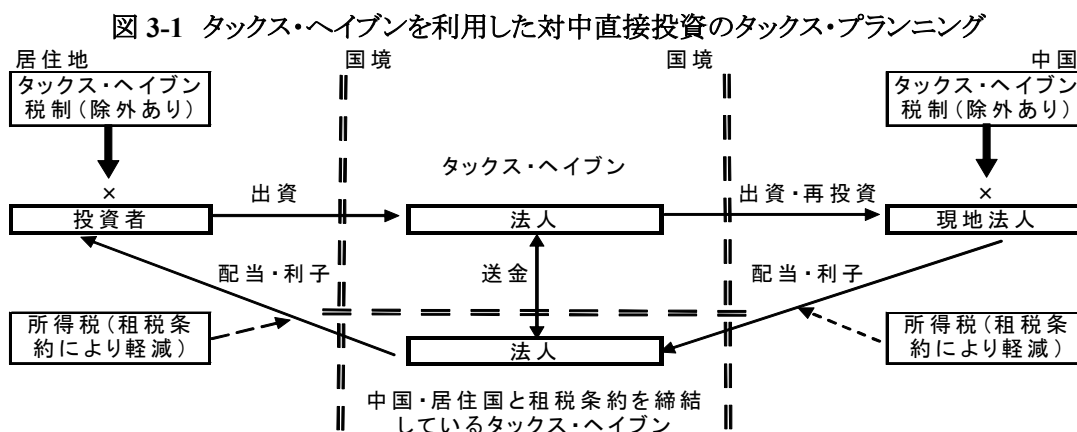 図 3-1 タックス・ヘイブンを利用した対中直接投資のタックス・プランニング
居住地
国境
国境
中国
タックス・ヘイブン
税制(除外あり)
タックス・ヘイブン
税制(除外あり)
タックス・ヘイブン
×
×
出資
出資・再投資
投資者
法人
現地法人
配当・利子
送金
配当・利子
所得税(租税条
約により軽減)
所得税(租税条
約により軽減)
法人
中国・居住国と租税条約を締結
しているタックス・ヘイブン